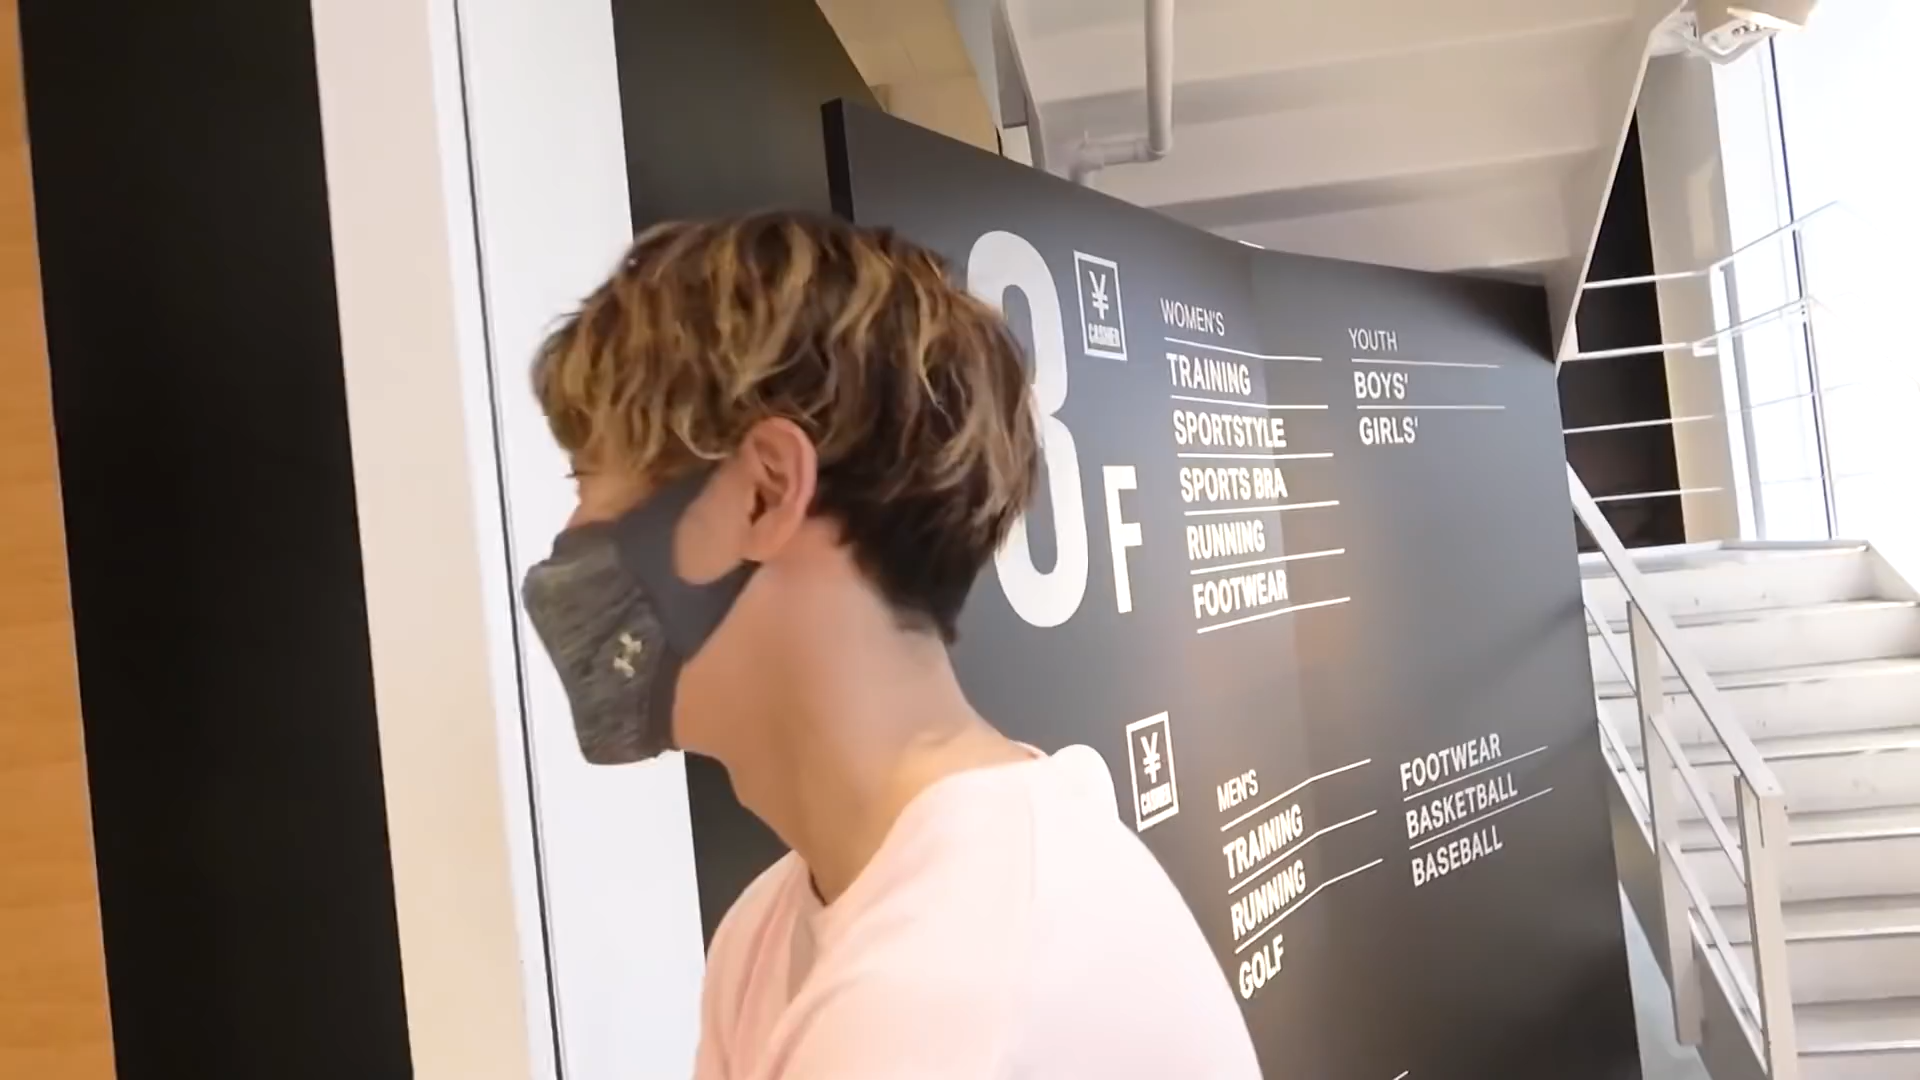 3F
¥
CASHIER
WOMEN'S
TRAINING
SPORTSTYLE
SPORTS BRA
RUNNING
FOOTWEAR
YOUTH
BOYS'
GIRLS'
¥
CASHIER
MEN'S
TRAINING
RUNNING
GOLF
FOOTWEAR
BASKETBALL
BASEBALL